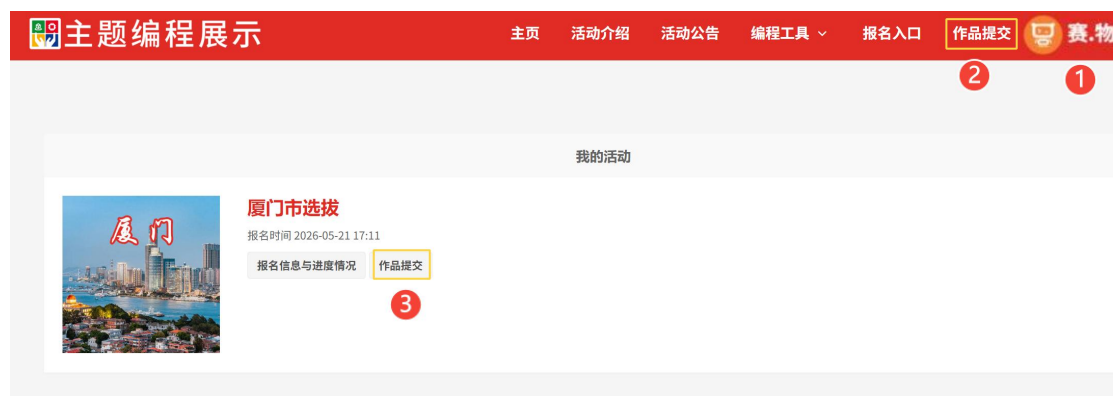 主题编程展示
主页 活动介绍 活动公告 编程工具 报名入口 作品提交 赛.物
2 1
我的活动
厦门
厦门市选拔
报名时间 2026-05-21 17:11
报名信息与进度情况 作品提交
3